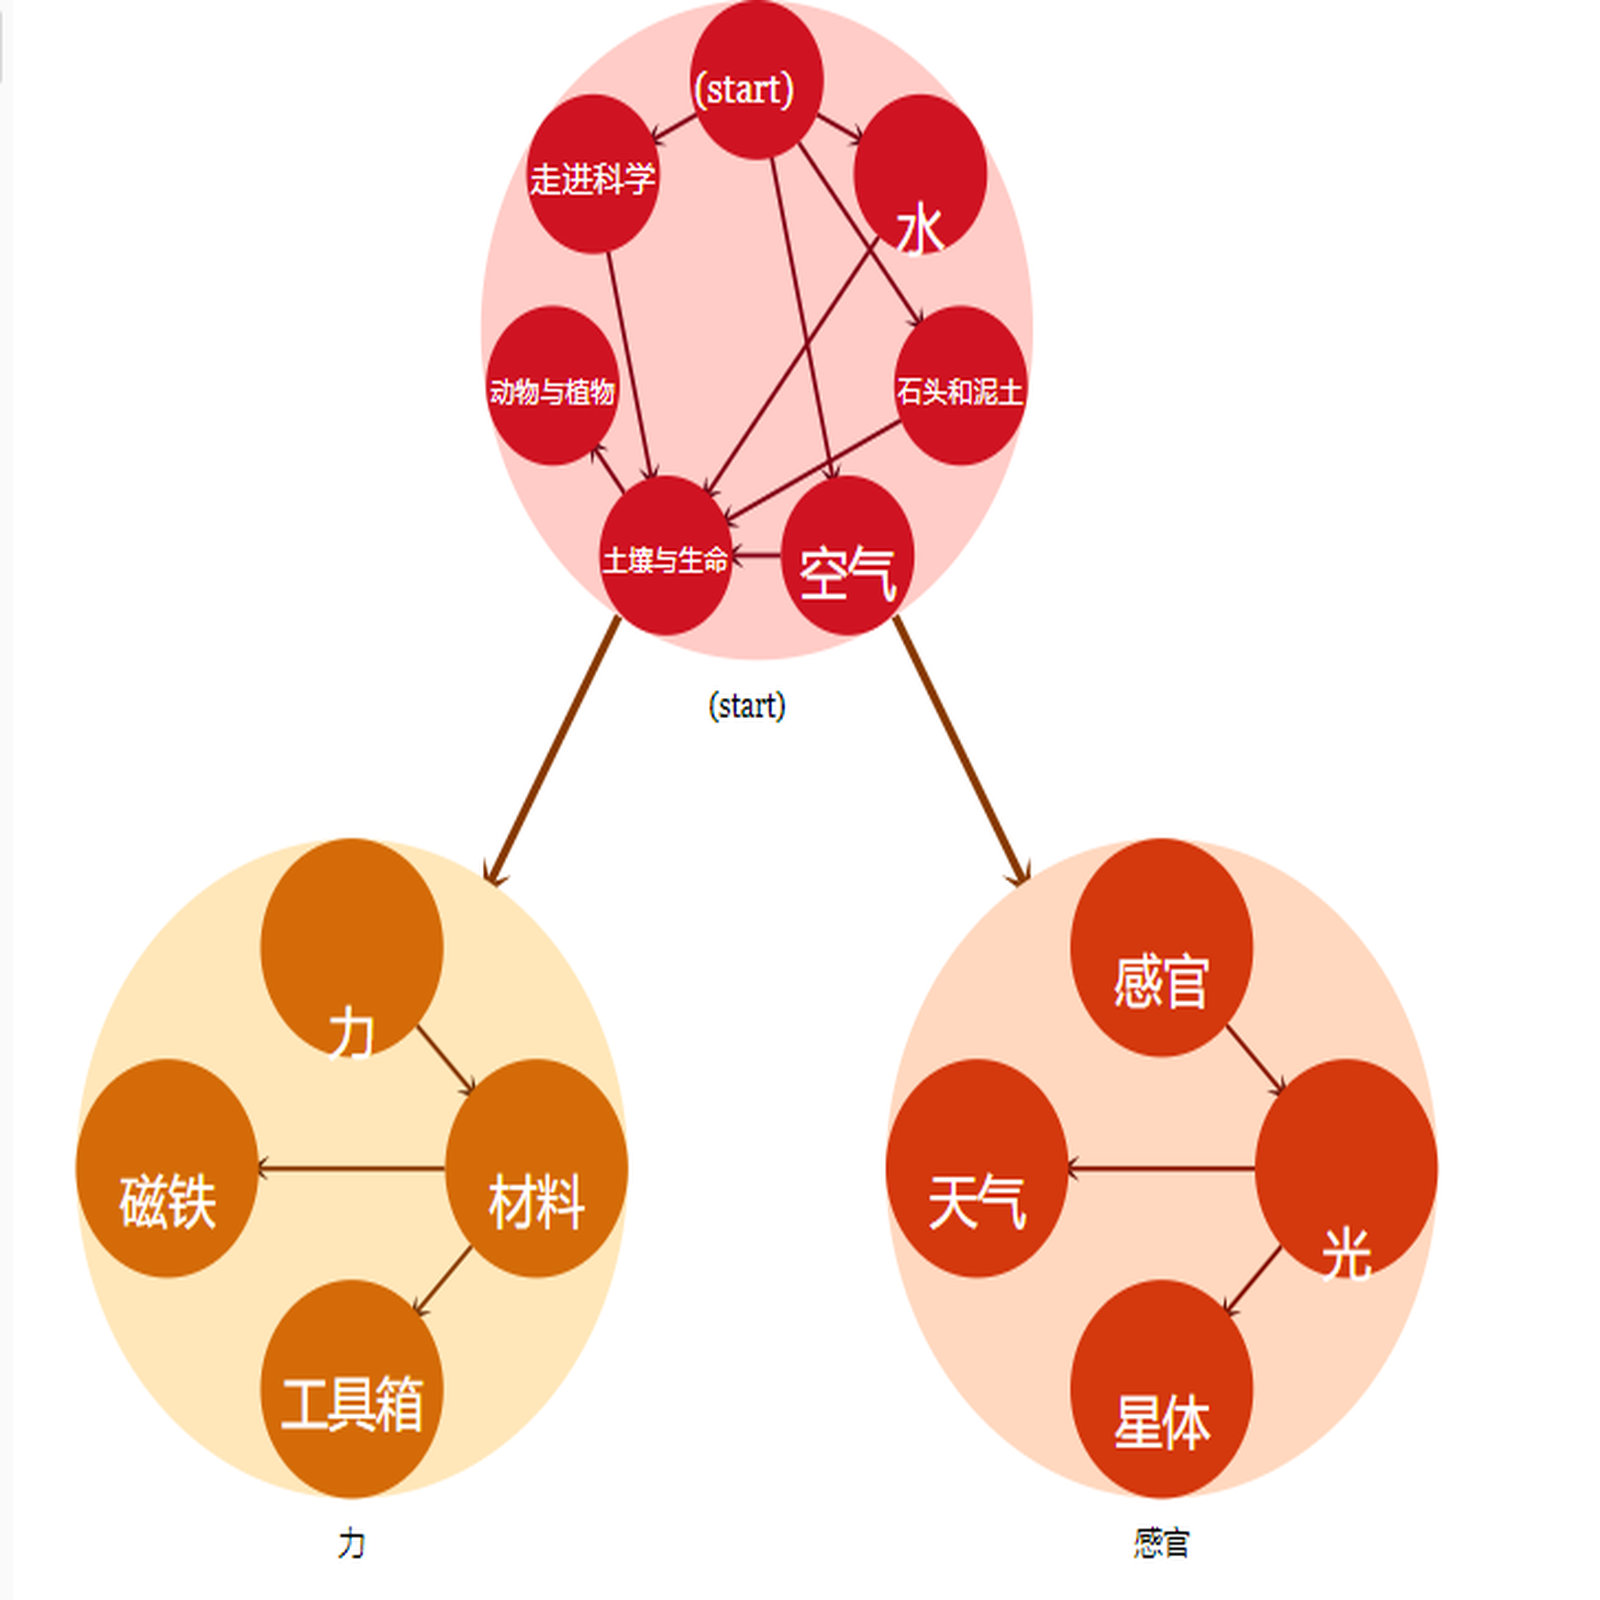 (start)
走进科学
水
动物与植物
石头和泥土
土壤与生命
空气
(start)
力
感官
磁铁
材料
天气
光
工具箱
星体
力
感官